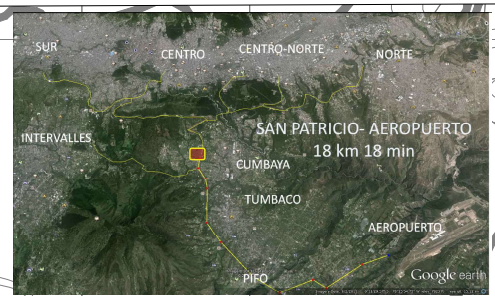 SUR
CENTRO
CENTRO-NORTE
NORTE
SAN PATRICIO- AEROPUERTO
18 km 18 min
INTERVALLES
CUMBAYA
TUMBACO
AEROPUERTO
PIFO
Google earth